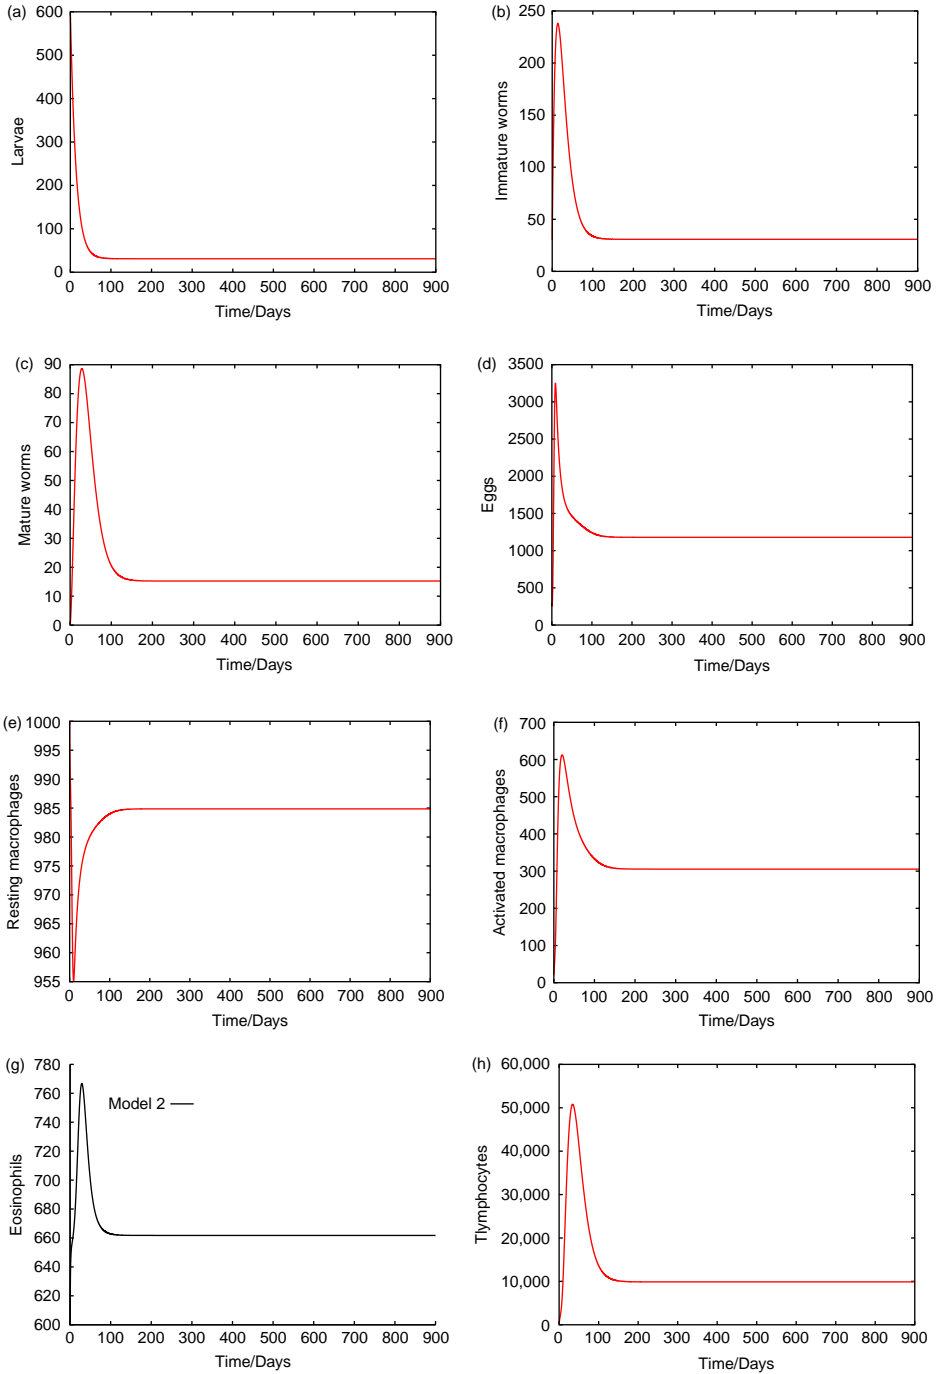 (a)
600
500
400
300
200
100
0
Larvae
0 100 200 300 400 500 600 700 800 900
Time/Days
(b)
250
200
150
100
50
0
Immature worms
0 100 200 300 400 500 600 700 800 900
Time/Days
(c)
90
80
70
60
50
40
30
20
10
0
Mature worms
0 100 200 300 400 500 600 700 800 900
Time/Days
(d)
3500
3000
2500
2000
1500
1000
500
0
Eggs
0 100 200 300 400 500 600 700 800 900
Time/Days
(e)
1000
995
990
985
980
975
970
965
960
955
Resting macrophages
0 100 200 300 400 500 600 700 800 900
Time/Days
(f)
700
600
500
400
300
200
100
0
Activated macrophages
0 100 200 300 400 500 600 700 800 900
Time/Days
(g)
780
760
740
720
700
680
660
640
620
600
Eosinophils
Model 2
0 100 200 300 400 500 600 700 800 900
Time/Days
(h)
60,000
50,000
40,000
30,000
20,000
10,000
0
Tlymphocytes
0 100 200 300 400 500 600 700 800 900
Time/Days